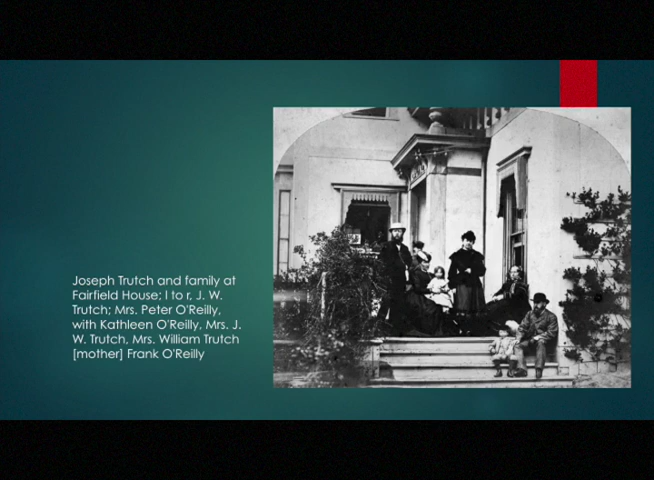 Joseph Trutch and family at
Fairfield House; l to r, J. W.
Trutch; Mrs. Peter O'Reilly,
with Kathleen O'Reilly, Mrs. J.
W. Trutch, Mrs. William Trutch
[mother] Frank O'Reilly